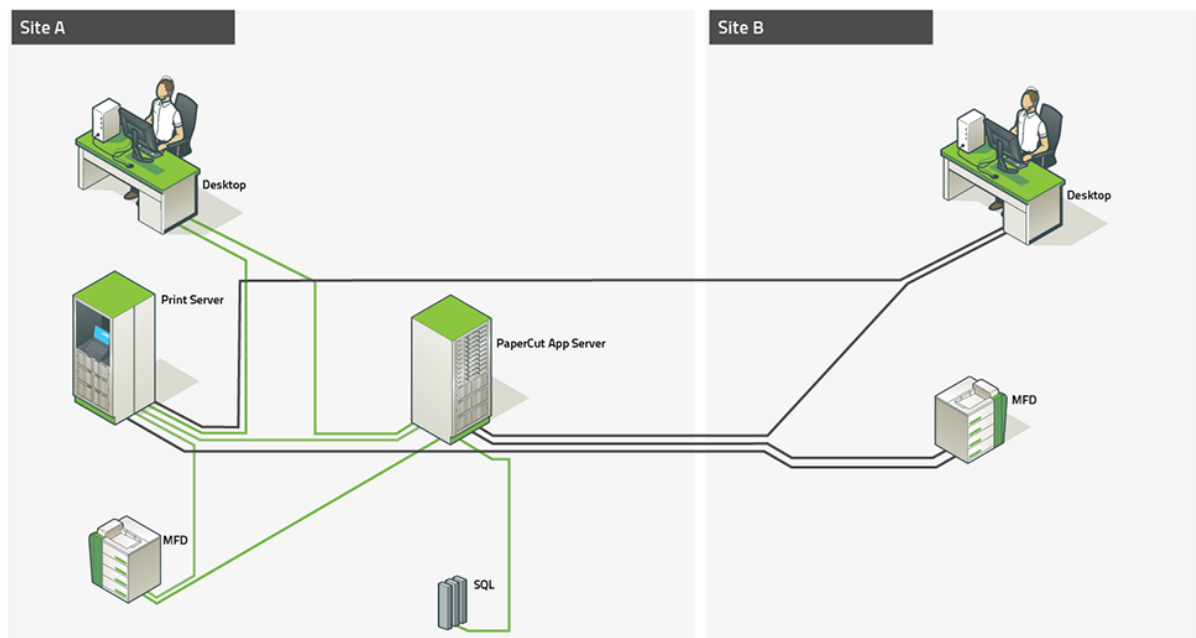 Site A
Site B
Desktop
Desktop
Print Server
PaperCut App Server
MFD
MFD
SQL